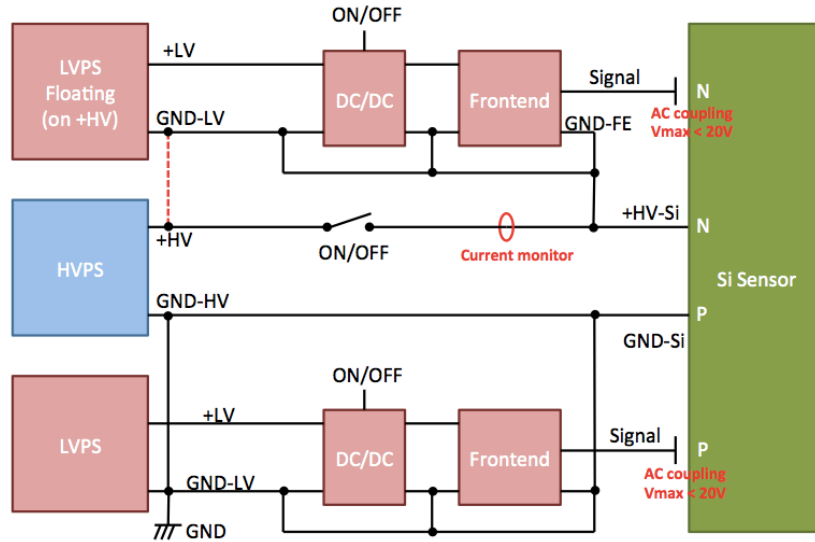 ON/OFF
+LV
LVPS
Floating
(on +HV)
DC/DC
Frontend
Signal
N
AC coupling
Vmax < 20V
GND-LV
GND-FE
+HV
ON/OFF
Current monitor
+HV-Si
N
HVPS
Si Sensor
GND-HV
P
GND-Si
ON/OFF
+LV
LVPS
DC/DC
Frontend
Signal
P
AC coupling
Vmax < 20V
GND-LV
GND